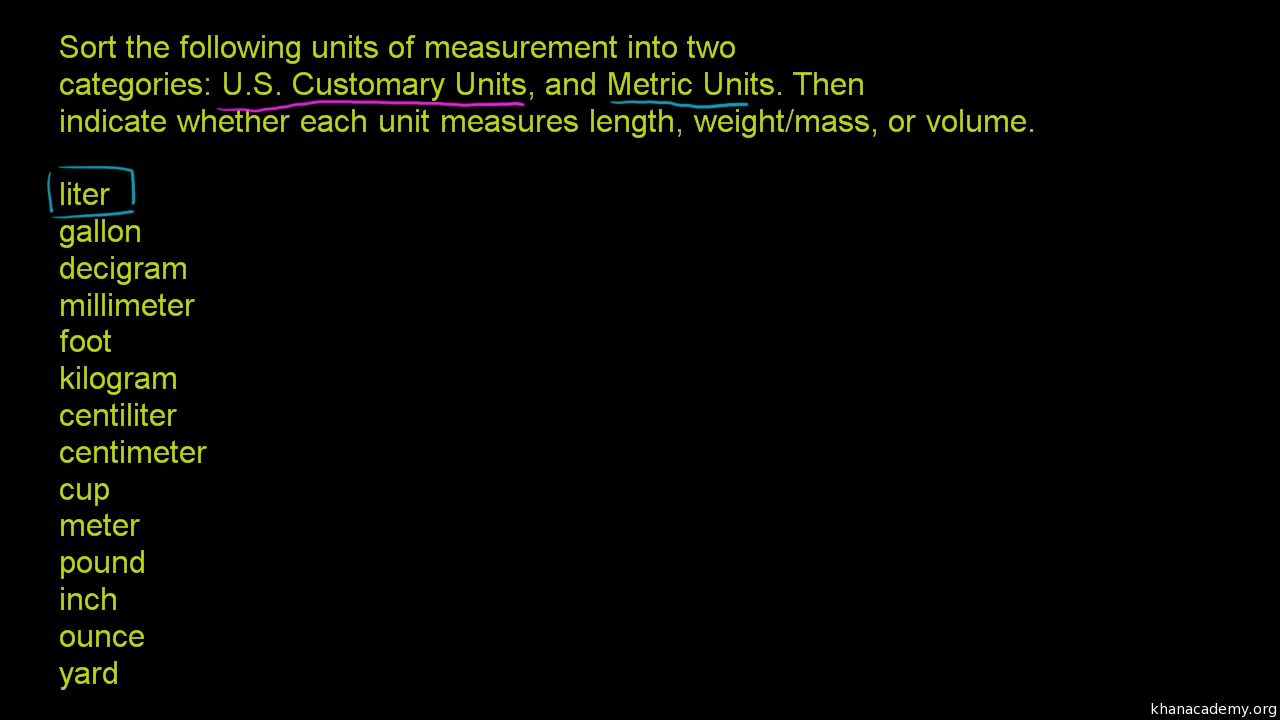 Sort the following units of measurement into two
categories: U.S. Customary Units, and Metric Units. Then
indicate whether each unit measures length, weight/mass, or volume.
liter
gallon
decigram
millimeter
foot
kilogram
centiliter
centimeter
cup
meter
pound
inch
ounce
yard
khanacademy.org